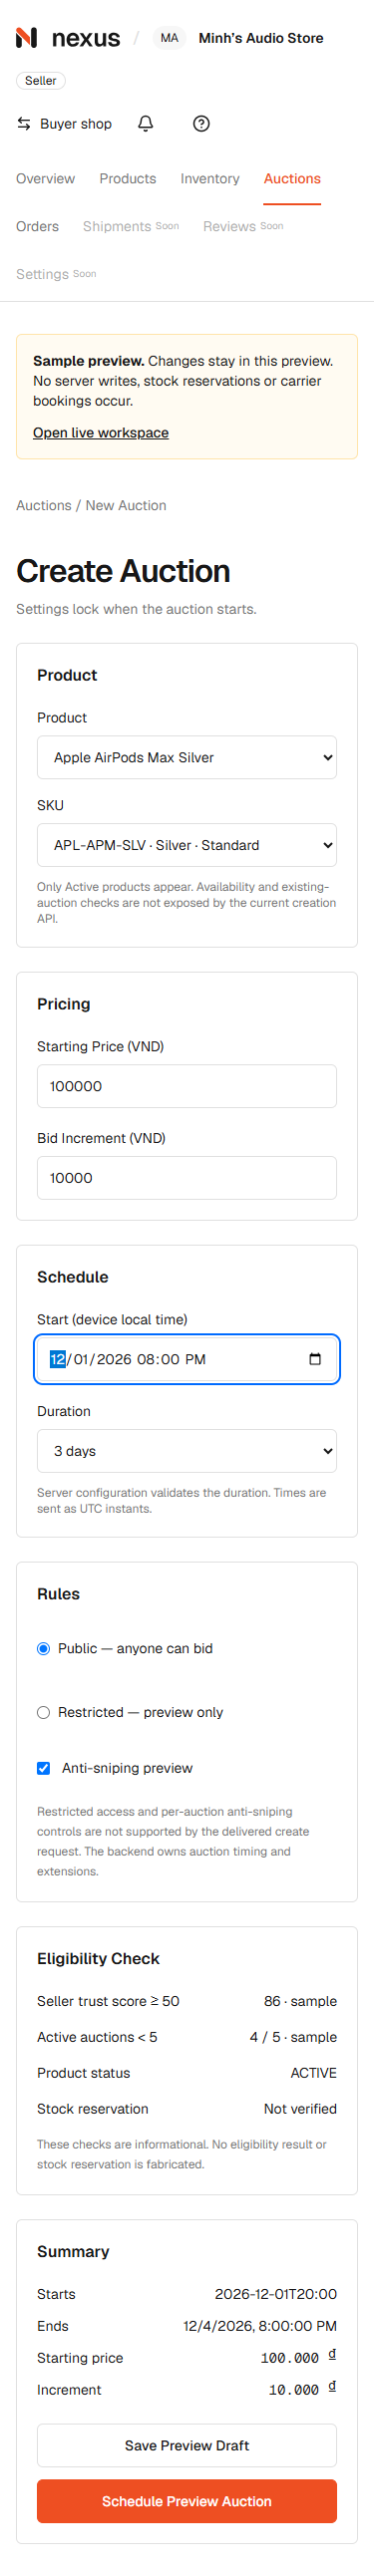 nexus / MA Minh's Audio Store
Seller
Buyer shop
Overview Products Inventory Auctions
Orders Shipments Soon Reviews Soon
Settings Soon
Sample preview. Changes stay in this preview.
No server writes, stock reservations or carrier
bookings occur.
Open live workspace
Auctions / New Auction
Create Auction
Settings lock when the auction starts.
Product
Product
Apple AirPods Max Silver
SKU
APL-APM-SLV · Silver · Standard
Only Active products appear. Availability and existing-
auction checks are not exposed by the current creation
API.
Pricing
Starting Price (VND)
100000
Bid Increment (VND)
10000
Schedule
Start (device local time)
12/01/2026 08:00 PM
Duration
3 days
Server configuration validates the duration. Times are
sent as UTC instants.
Rules
Public — anyone can bid
Restricted — preview only
Anti-sniping preview
Restricted access and per-auction anti-sniping
controls are not supported by the delivered create
request. The backend owns auction timing and
extensions.
Eligibility Check
Seller trust score ≥ 50 86 · sample
Active auctions < 5 4 / 5 · sample
Product status ACTIVE
Stock reservation Not verified
These checks are informational. No eligibility result or
stock reservation is fabricated.
Summary
Starts 2026-12-01T20:00
Ends 12/4/2026, 8:00:00 PM
Starting price 100.000 ₫
Increment 10.000 ₫
Save Preview Draft
Schedule Preview Auction